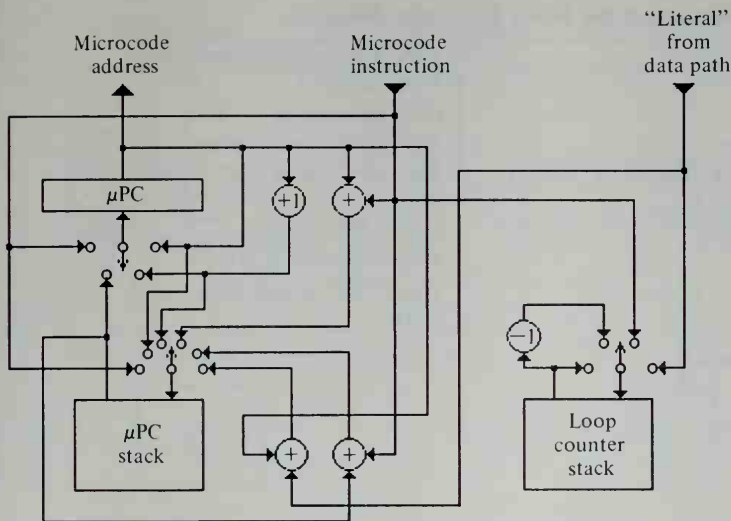 Microcode
address
Microcode
instruction
“Literal”
from
data path
μPC
+1
+
−1
μPC
stack
+
+
Loop
counter
stack